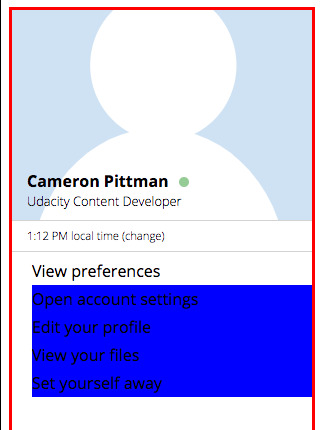 Cameron Pittman
Udacity Content Developer
1:12 PM local time (change)
View preferences
Open account settings
Edit your profile
View your files
Set yourself away